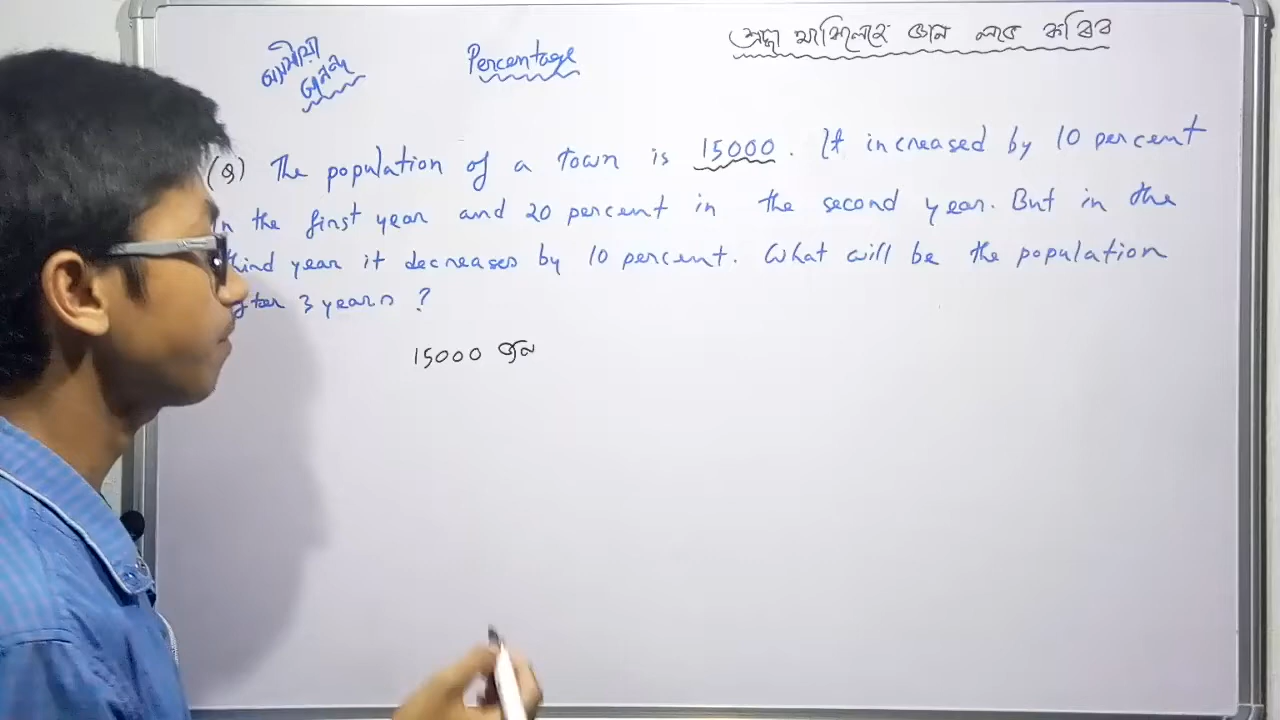 Percentage
(Q) The population of a town is 15000. It increased by 10 percent
in the first year and 20 percent in the second year. But in the
third year it decreases by 10 percent. What will be the population
after 3 years ?
15000 জন